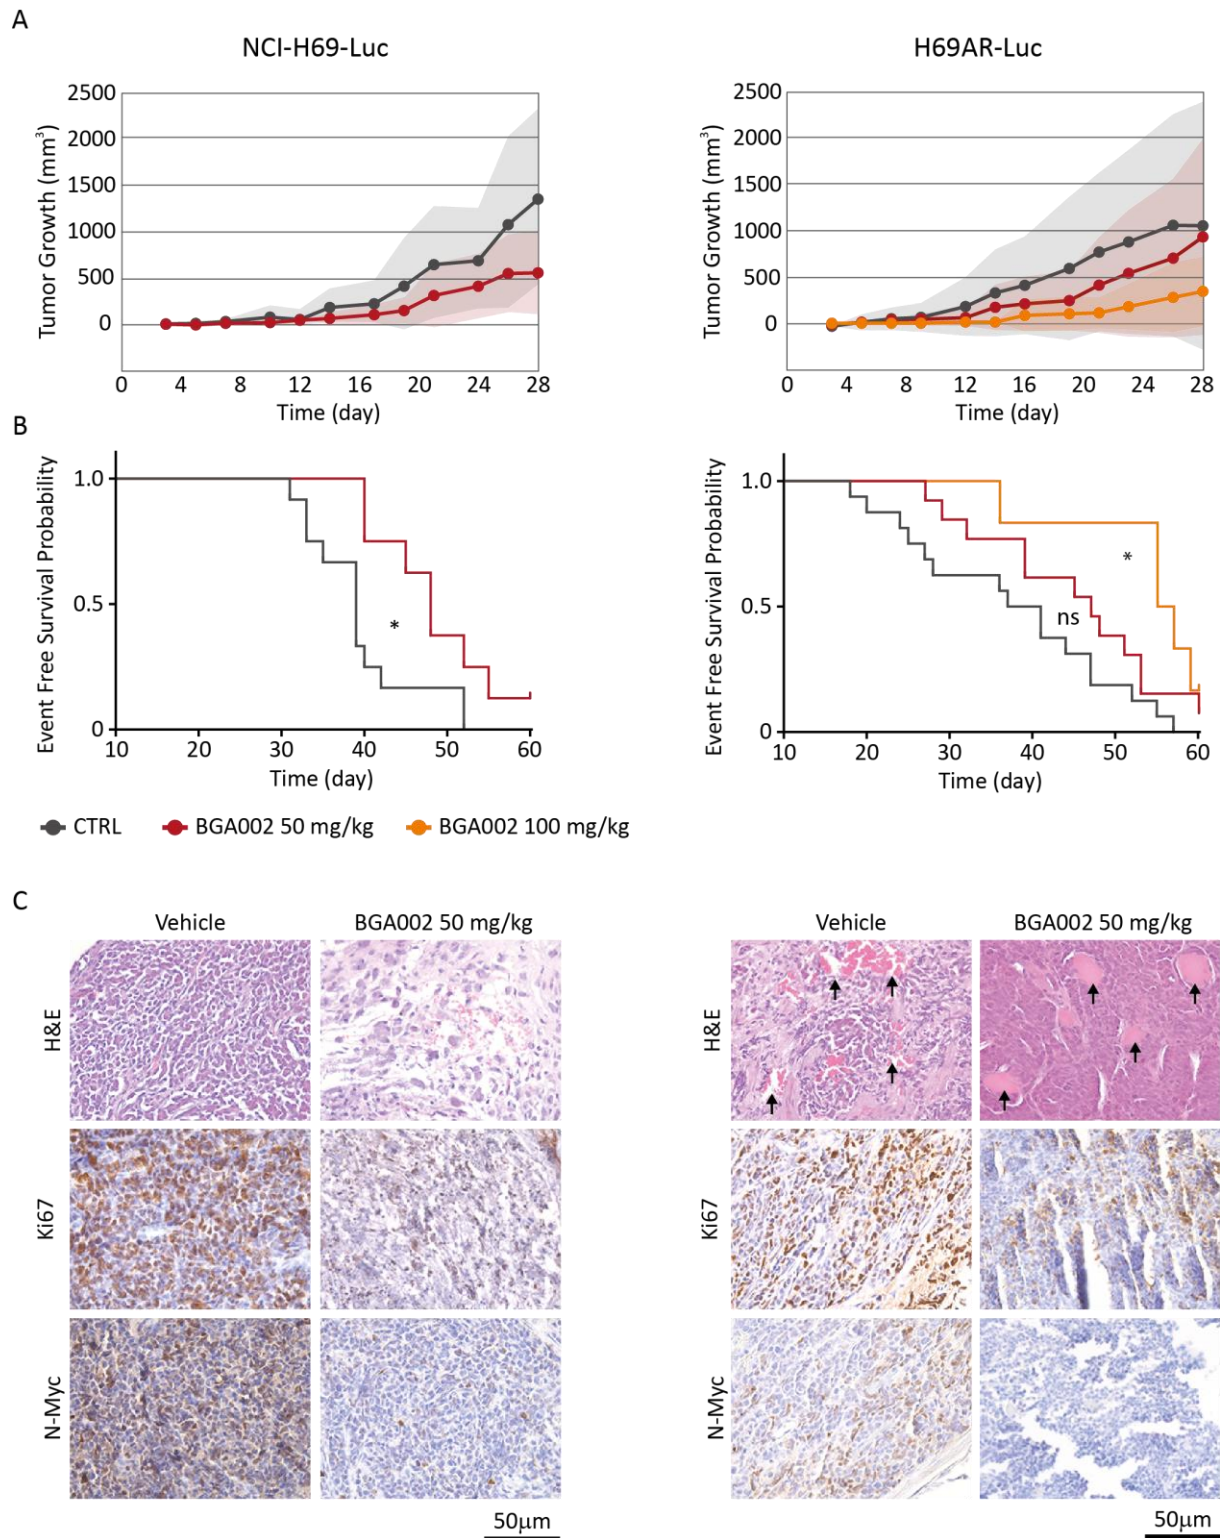 A
NCI-H69-Luc
H69AR-Luc
Tumor Growth (mm³)
2500
2000
1500
1000
500
0
0 4 8 12 16 20 24 28
Time (day)
Tumor Growth (mm³)
2500
2000
1500
1000
500
0
0 4 8 12 16 20 24 28
Time (day)
B
Event Free Survival Probability
1.0
0.5
0
*
10 20 30 40 50 60
Time (day)
Event Free Survival Probability
1.0
0.5
0
*
ns
10 20 30 40 50 60
Time (day)
CTRL BGA002 50 mg/kg BGA002 100 mg/kg
C
Vehicle BGA002 50 mg/kg
H&E
Ki67
N-Myc
50μm
Vehicle BGA002 50 mg/kg
H&E
Ki67
N-Myc
50μm